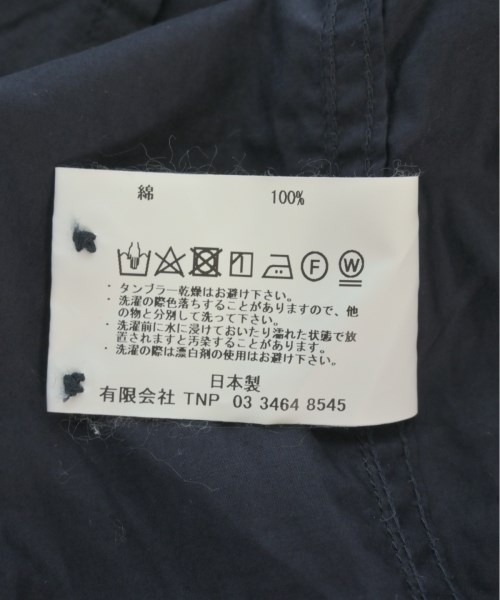 綿 100%
F W
・タンブラー乾燥はお避け下さい。
・洗濯の際色落ちすることがありますので、他
の物と分別して洗って下さい。
・洗濯前に水に浸けておいたり濡れた状態で放
置されますと汚染することがあります。
・洗濯の際は漂白剤の使用はお避け下さい。
日本製
有限会社 TNP 03 3464 8545